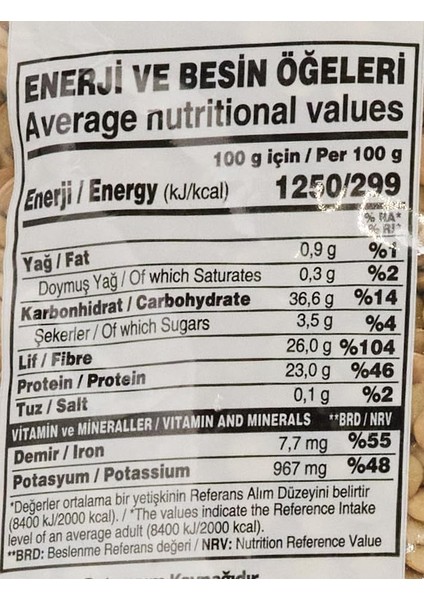 ENERJİ VE BESİN ÖĞELERİ
Average nutritional values
100 g için / Per 100 g
Enerji / Energy (kJ/kcal) 1250/299
% RA*
% RI*
Yağ / Fat 0,9 g %1
Doymuş Yağ / Of which Saturates 0,3 g %2
Karbonhidrat / Carbohydrate 36,6 g %14
Şekerler / Of which Sugars 3,5 g %4
Lif / Fibre 26,0 g %104
Protein / Protein 23,0 g %46
Tuz / Salt 0,1 g %2
VİTAMİN ve MİNERALLER / VITAMIN AND MINERALS **BRD / NRV
Demir / Iron 7,7 mg %55
Potasyum / Potassium 967 mg %48
*Değerler ortalama bir yetişkinin Referans Alım Düzeyini belirtir
(8400 kJ/2000 kcal). / *The values indicate the Reference Intake
level of an average adult (8400 kJ/2000 kcal).
**BRD: Beslenme Referans değeri / NRV: Nutrition Reference Value